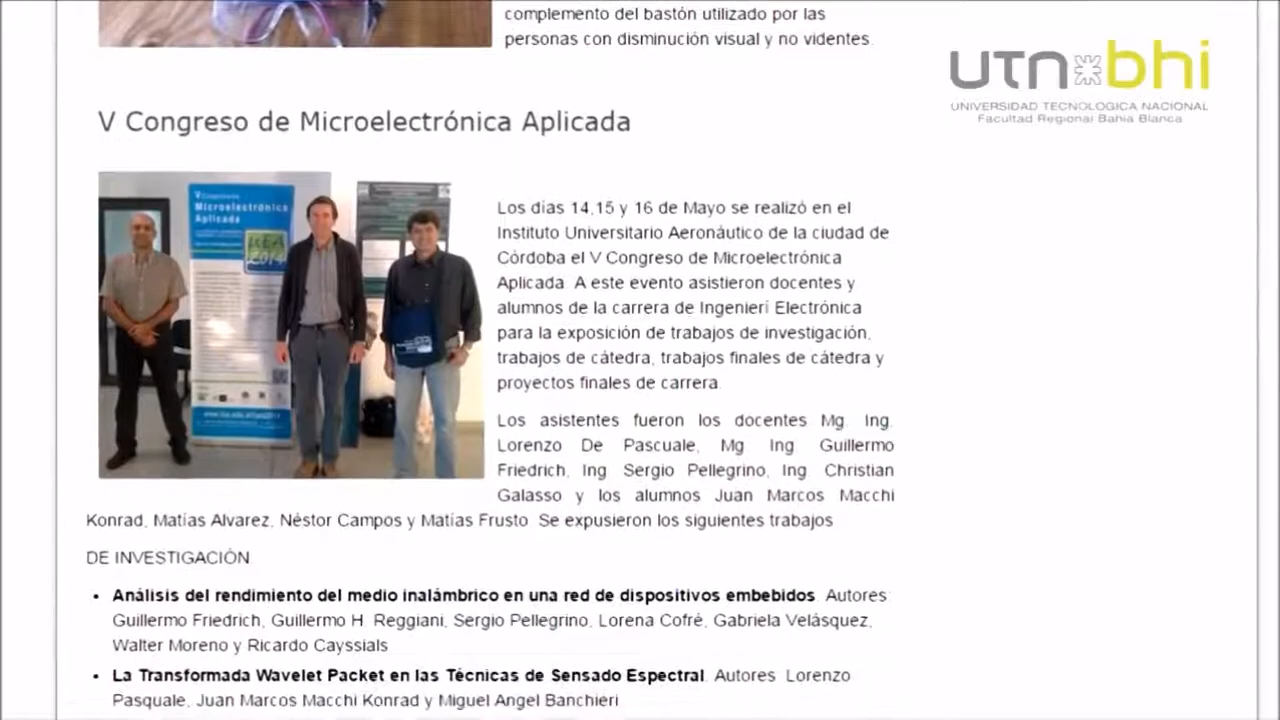 complemento del bastón utilizado por las
personas con disminución visual y no videntes.
utn bhi
UNIVERSIDAD TECNOLOGICA NACIONAL
Facultad Regional Bahia Blanca
V Congreso de Microelectrónica Aplicada
V Congreso de
Microelectrónica
Aplicada
Los días 14,15 y 16 de Mayo se realizó en el
Instituto Universitario Aeronáutico de la ciudad de
Córdoba el V Congreso de Microelectrónica
Aplicada. A este evento asistieron docentes y
alumnos de la carrera de Ingenierí Electrónica
para la exposición de trabajos de investigación,
trabajos de cátedra, trabajos finales de cátedra y
proyectos finales de carrera.
Los asistentes fueron los docentes Mg. Ing.
Lorenzo De Pascuale, Mg. Ing. Guillermo
Friedrich, Ing. Sergio Pellegrino, Ing. Christian
Galasso y los alumnos Juan Marcos Macchi
Konrad, Matías Alvarez, Néstor Campos y Matías Frusto. Se expusieron los siguientes trabajos
DE INVESTIGACIÓN
• Análisis del rendimiento del medio inalámbrico en una red de dispositivos embebidos. Autores:
Guillermo Friedrich, Guillermo H. Reggiani, Sergio Pellegrino, Lorena Cofré, Gabriela Velásquez,
Walter Moreno y Ricardo Cayssials
• La Transformada Wavelet Packet en las Técnicas de Sensado Espectral. Autores: Lorenzo
Pasquale, Juan Marcos Macchi Konrad y Miguel Angel Banchieri